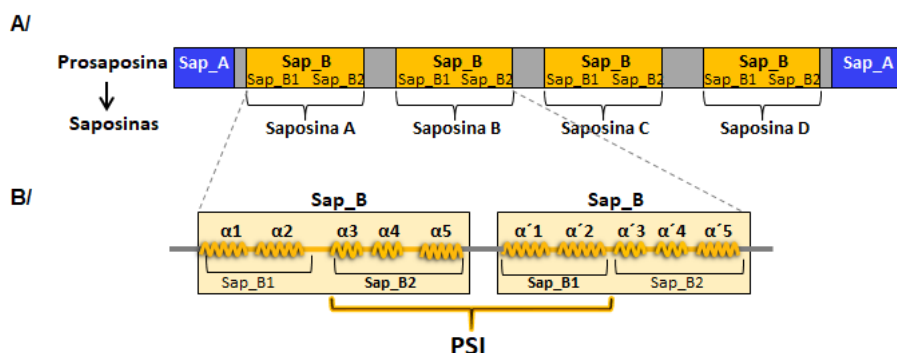 A/
Prosaposina
Saposinas
Sap_A Sap_B Sap_B Sap_B Sap_B Sap_A
Sap_B1 Sap_B2 Sap_B1 Sap_B2 Sap_B1 Sap_B2 Sap_B1 Sap_B2
Saposina A Saposina B Saposina C Saposina D
B/
Sap_B Sap_B
α1 α2 α3 α4 α5 α´1 α´2 α´3 α´4 α´5
Sap_B1 Sap_B2 Sap_B1 Sap_B2
PSI